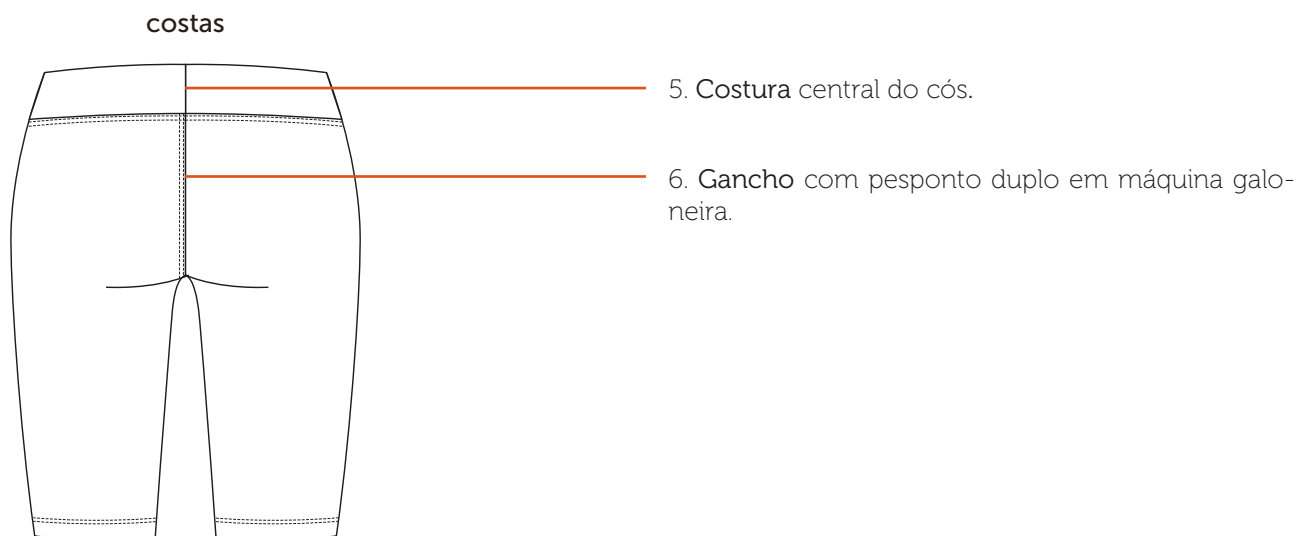 costas
5. Costura central do cós.
6. Gancho com pesponto duplo em máquina galo-
neira.